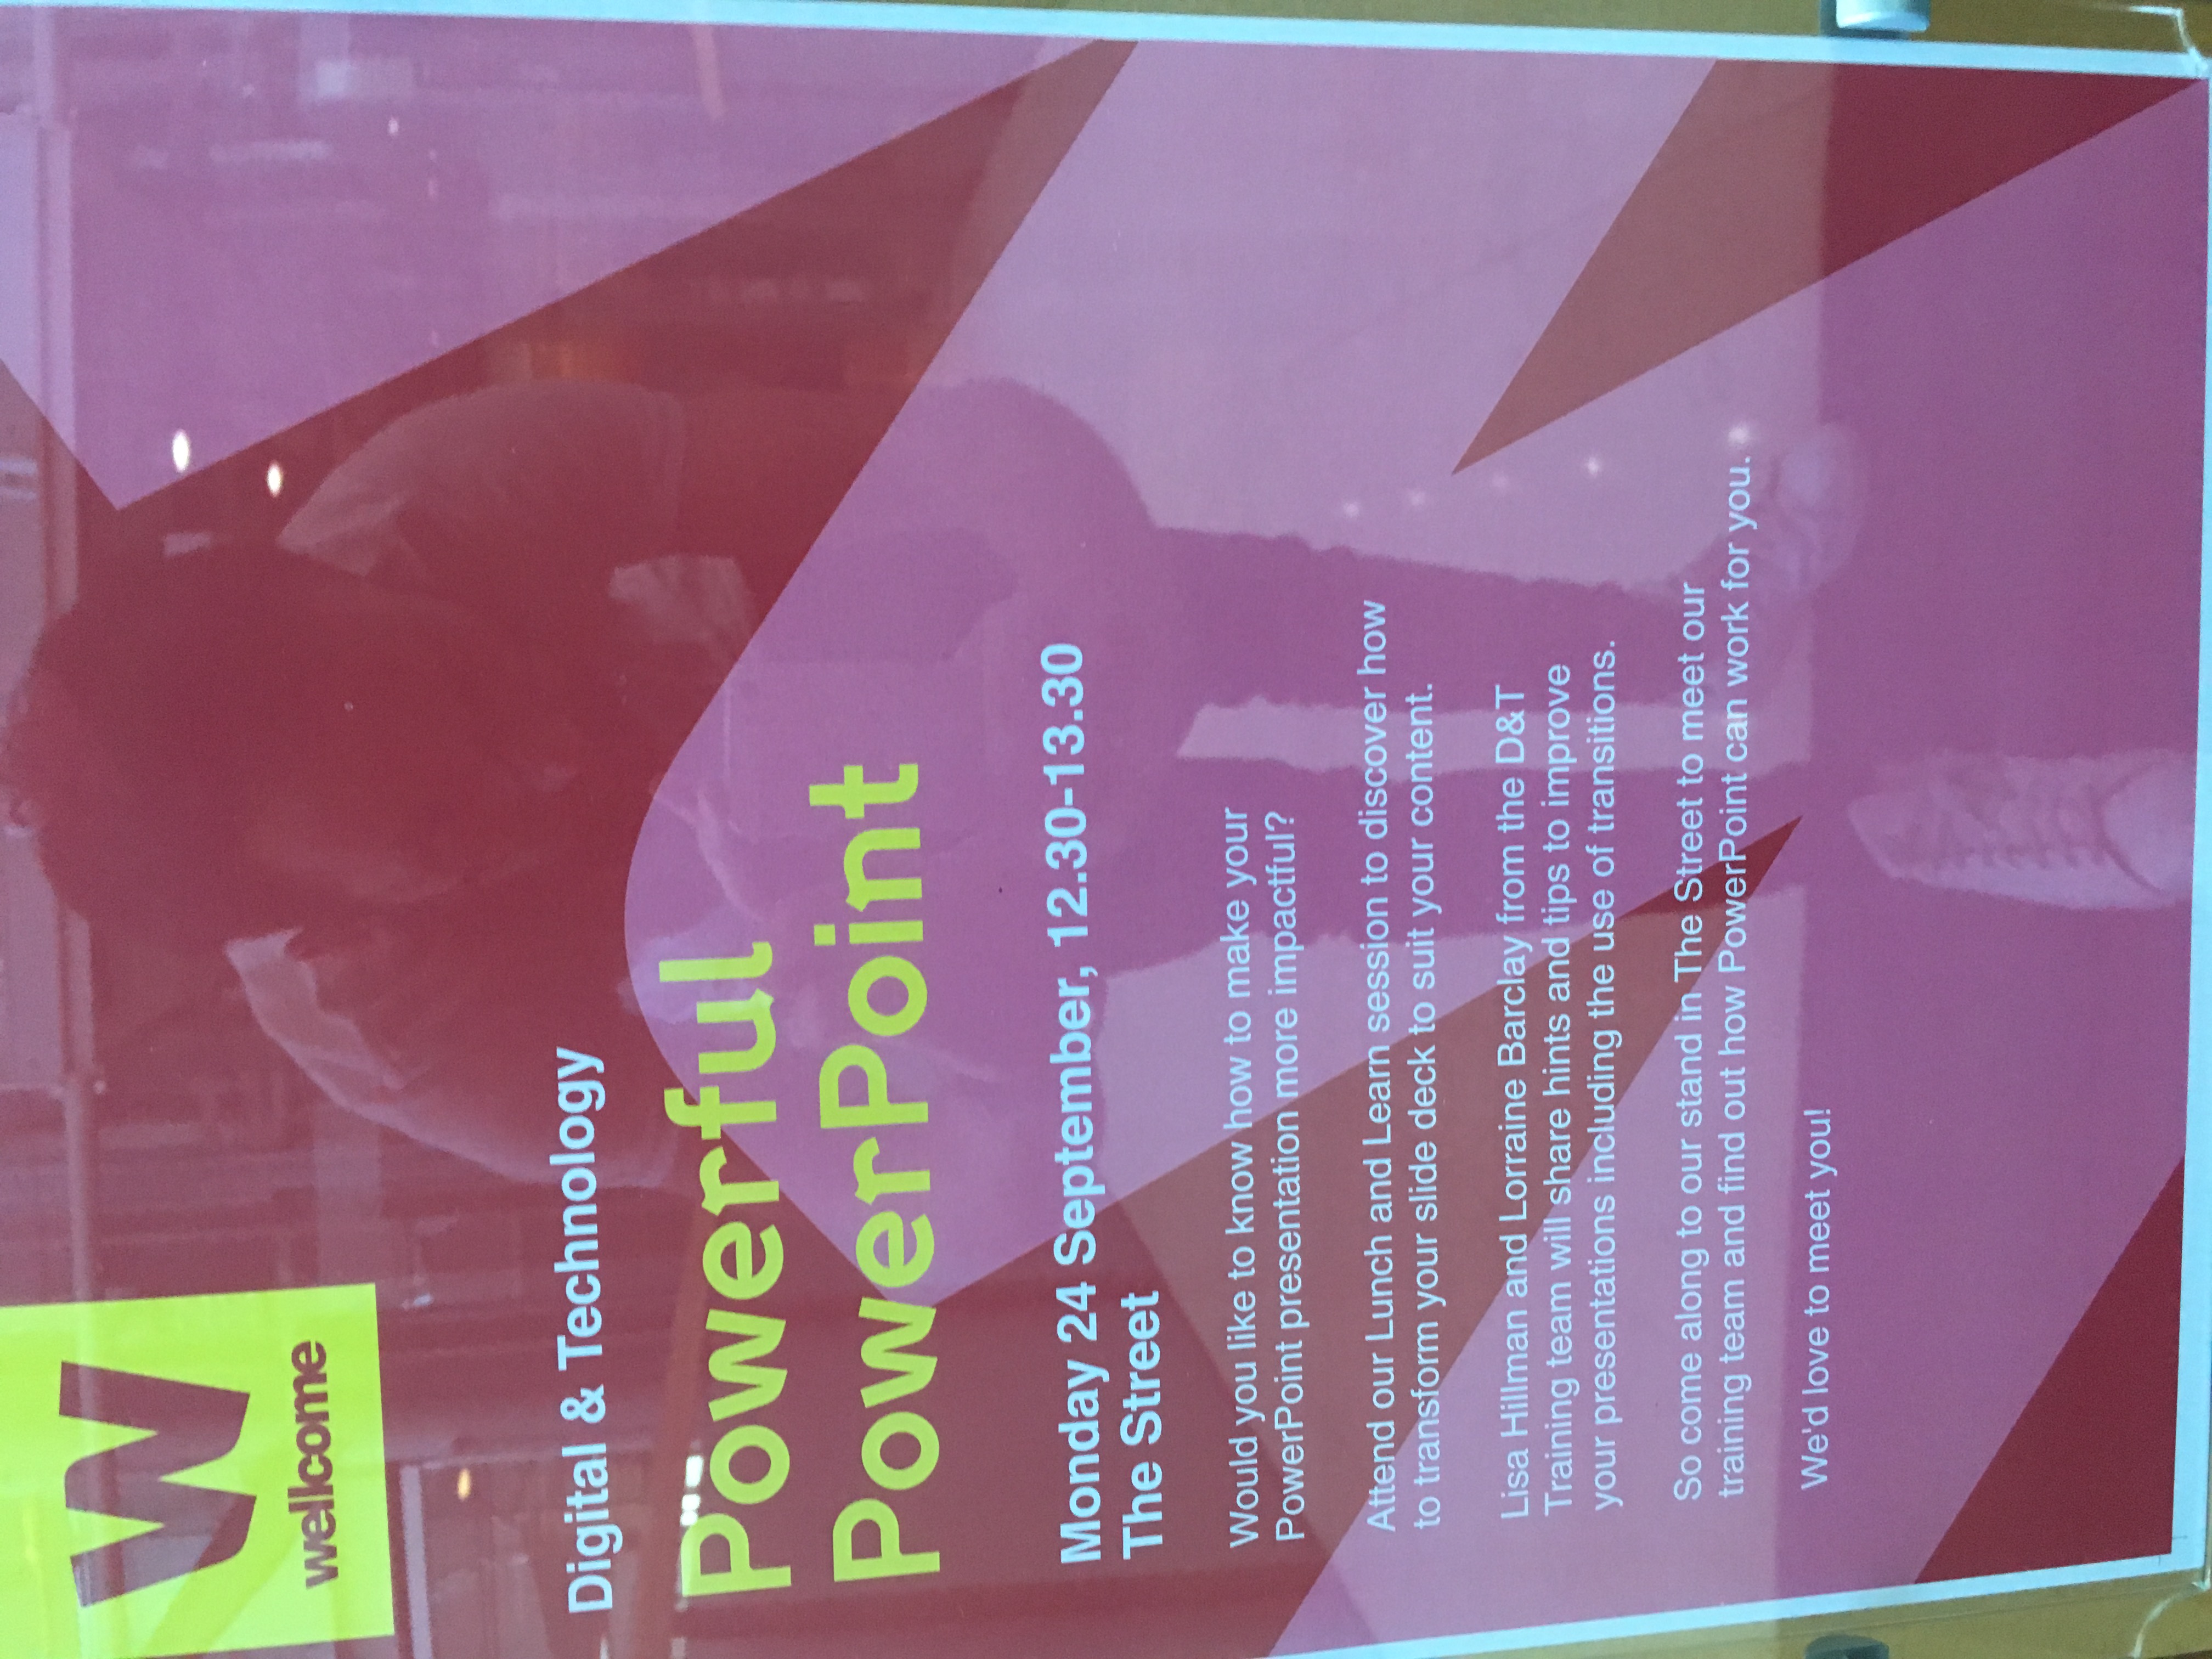 W
wellcome
Digital & Technology
Powerful
PowerPoint
Monday 24 September, 12.30-13.30
The Street
Would you like to know how to make your
PowerPoint presentation more impactful?
Attend our Lunch and Learn session to discover how
to transform your slide deck to suit your content.
Lisa Hillman and Lorraine Barclay from the D&T
Training team will share hints and tips to improve
your presentations including the use of transitions.
So come along to our stand in The Street to meet our
training team and find out how PowerPoint can work for you.
We'd love to meet you!